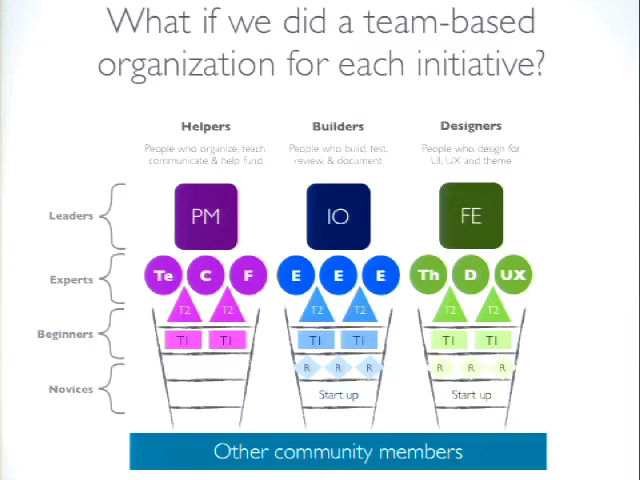 What if we did a team-based
organization for each initiative?
Helpers Builders Designers
People who organize, teach, communicate & help fund
People who build, test, review, & document
People who design for UI, UX and theme
Leaders PM IO FE
Experts Te C F E E E Th D UX
T2 T2 T2 T2 T2 T2
Beginners T1 T1 T1 T1 T1 T1
R R R R R R
Novices Start up Start up
Other community members